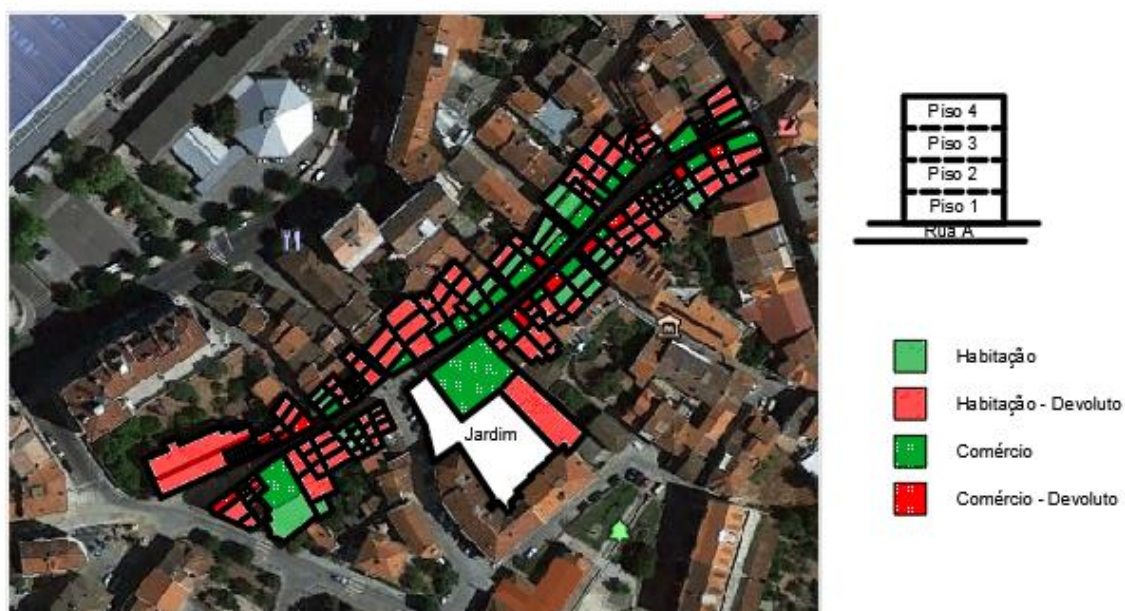 Piso 4
Piso 3
Piso 2
Piso 1
Rua A
Jardim
Habitação
Habitação - Devoluto
Comércio
Comércio - Devoluto